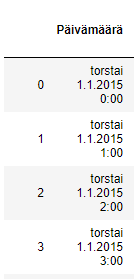 Päivämäärä
0 torstai
1.1.2015
0:00
1 torstai
1.1.2015
1:00
2 torstai
1.1.2015
2:00
3 torstai
1.1.2015
3:00